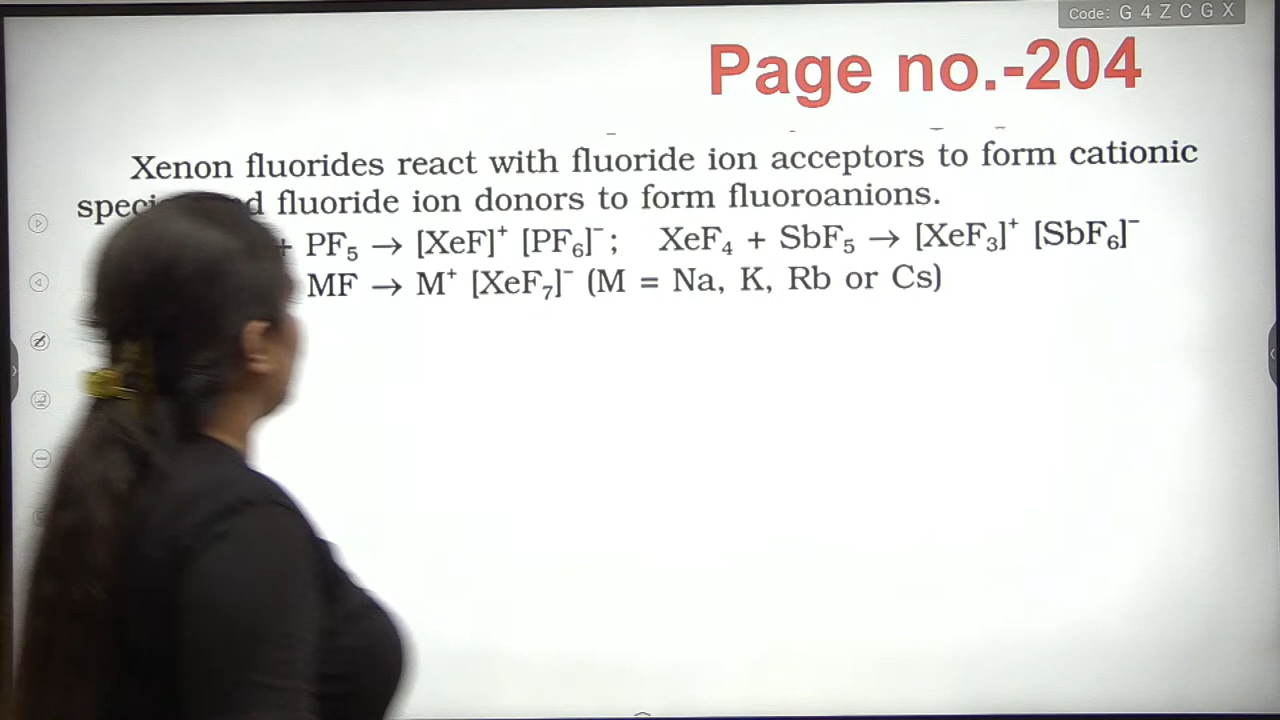 Code: G 4 Z C G X
Page no.-204
Xenon fluorides react with fluoride ion acceptors to form cationic
fluoride ion donors to form fluoroanions.
+ PF₅ → [XeF]⁺ [PF₆]⁻; XeF₄ + SbF₅ → [XeF₃]⁺ [SbF₆]⁻
MF → M⁺ [XeF₇]⁻ (M = Na, K, Rb or Cs)